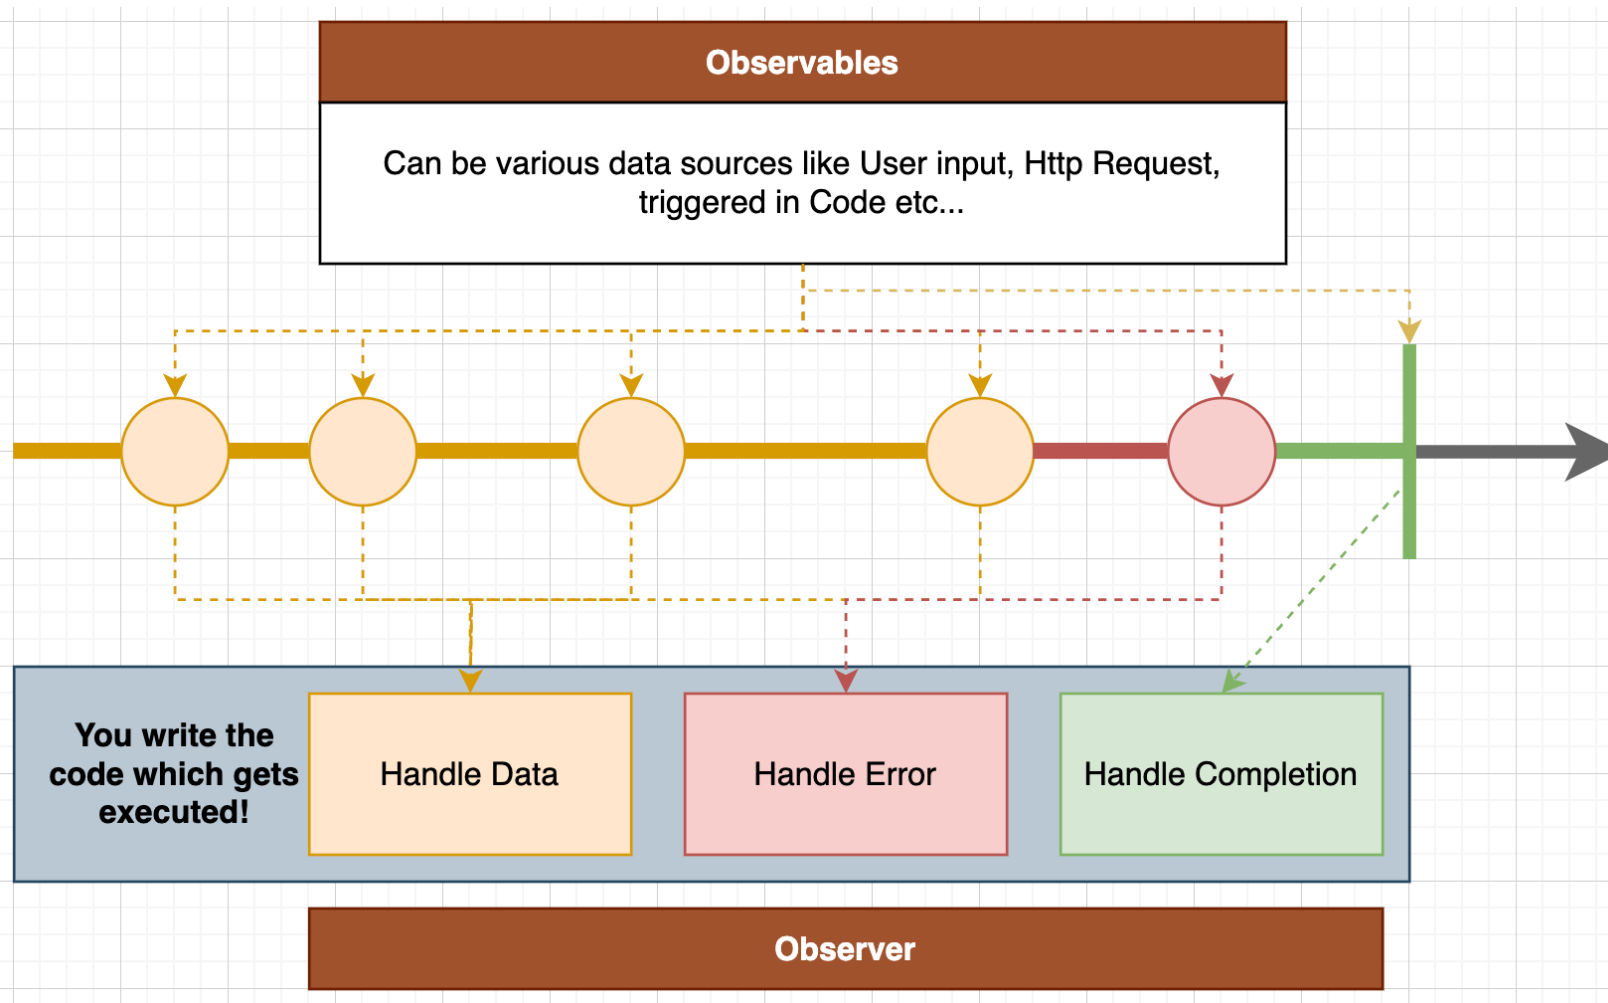 Observables
Can be various data sources like User input, Http Request,
triggered in Code etc...
You write the
code which gets
executed!
Handle Data
Handle Error
Handle Completion
Observer